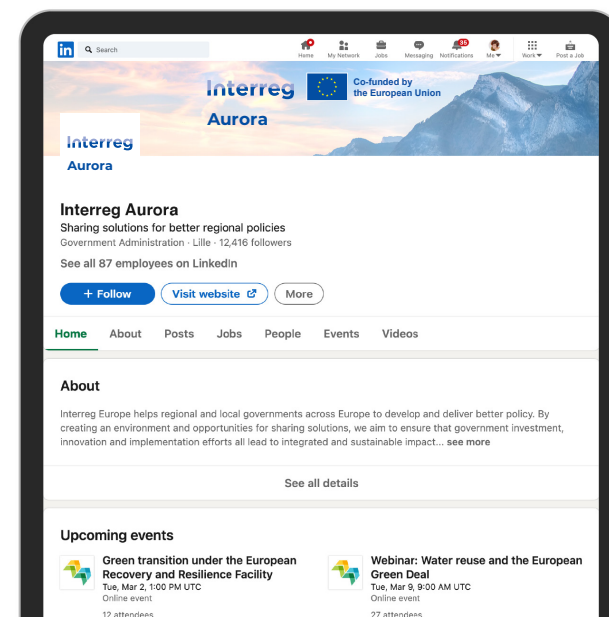 in
Search
Home
My Network
Jobs
Messaging
35
Notifications
Me
Work
Post a Job
Interreg
Co-funded by
the European Union
Aurora
Interreg
Aurora
Interreg Aurora
Sharing solutions for better regional policies
Government Administration · Lille · 12,416 followers
See all 87 employees on LinkedIn
+ Follow
Visit website
More
Home
About
Posts
Jobs
People
Events
Videos
About
Interreg Europe helps regional and local governments across Europe to develop and deliver better policy. By
creating an environment and opportunities for sharing solutions, we aim to ensure that government investment,
innovation and implementation efforts all lead to integrated and sustainable impact... see more
See all details
Upcoming events
Green transition under the European
Recovery and Resilience Facility
Tue, Mar 2, 1:00 PM UTC
Online event
12 attendees
Webinar: Water reuse and the European
Green Deal
Tue, Mar 9, 9:00 AM UTC
Online event
27 attendees